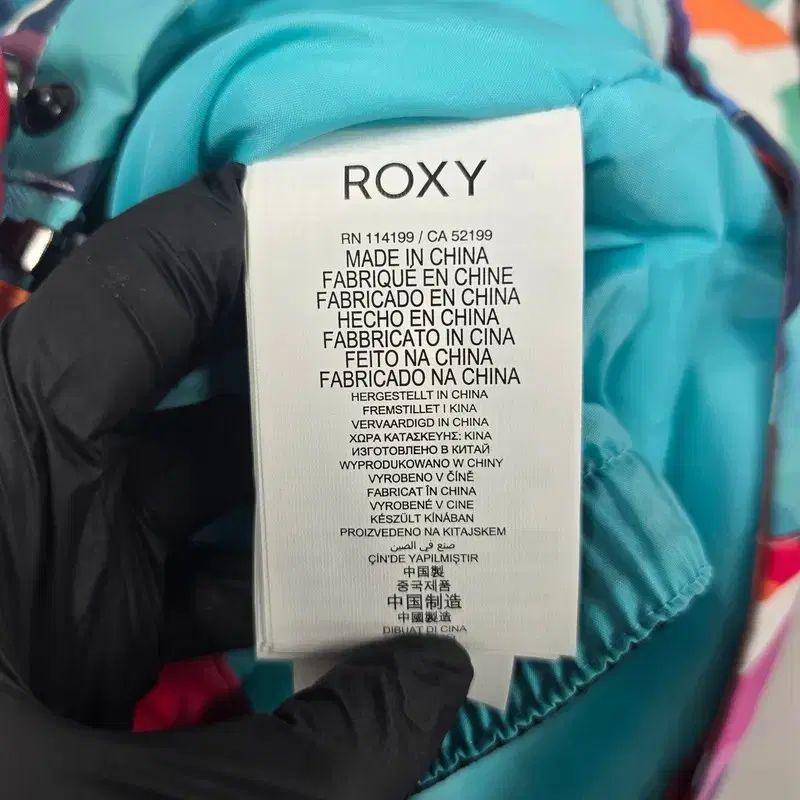 ROXY
RN 114199 / CA 52199
MADE IN CHINA
FABRIQUÉ EN CHINE
FABRICADO EN CHINA
HECHO EN CHINA
FABBRICATO IN CINA
FEITO NA CHINA
FABRICADO NA CHINA
HERGESTELLT IN CHINA
FREMSTILLET I KINA
VERVAARDIGD IN CHINA
ΧΩΡΑ ΚΑΤΑΣΚΕΥΗΣ: ΚΙΝΑ
ИЗГОТОВЛЕНО В КИТАЙ
WYPRODUKOWANO W CHINY
VYROBENO V ČÍNĚ
FABRICAT ÎN CHINA
VYROBENÉ V CINE
KÉSZÜLT KÍNÁBAN
PROIZVEDENO NA KITAJSKEM
صنع في الصين
ÇİN'DE YAPILMIŞTIR
中国製
중국제품
中国制造
中國製造
DIBUAT DI CINA